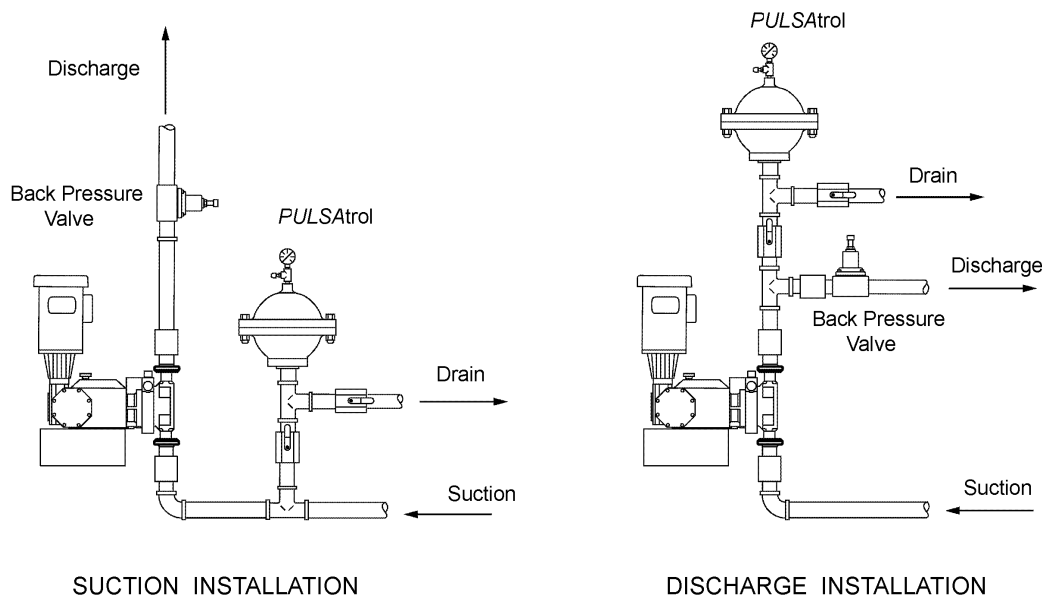 Discharge
Back Pressure
Valve
PULSAtrol
Drain
Suction
SUCTION INSTALLATION
PULSAtrol
Drain
Discharge
Back Pressure
Valve
Suction
DISCHARGE INSTALLATION